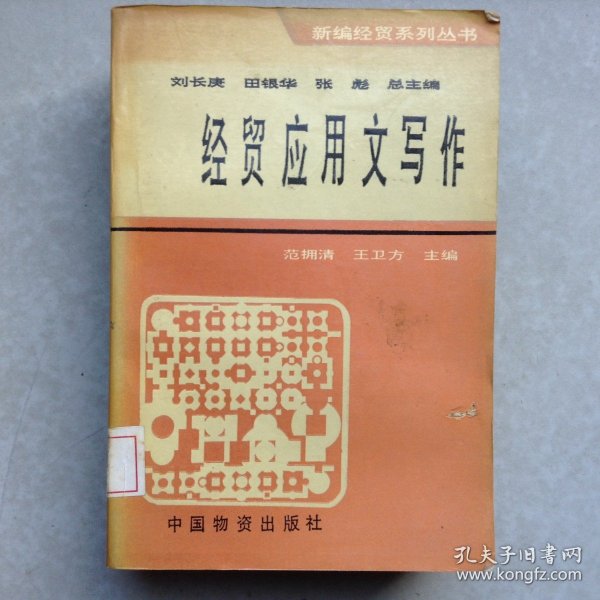 新编经贸系列丛书
刘长庚 田银华 张彪 总主编
经贸应用文写作
范拥清 王卫方 主编
中国物资出版社
孔夫子旧书网
www.kongfz.com